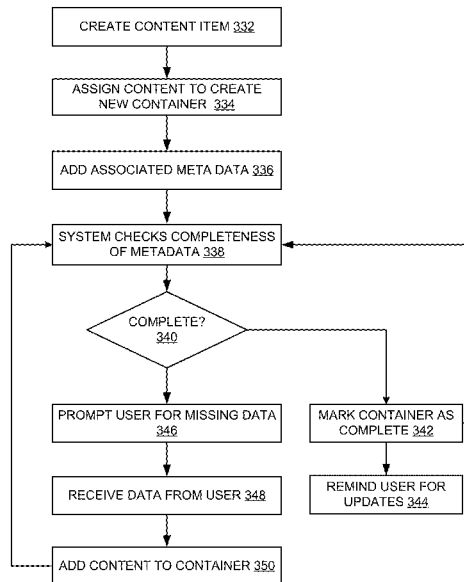 CREATE CONTENT ITEM 332
ASSIGN CONTENT TO CREATE
NEW CONTAINER 334
ADD ASSOCIATED META DATA 336
SYSTEM CHECKS COMPLETENESS
OF METADATA 338
COMPLETE?
340
PROMPT USER FOR MISSING DATA
346
MARK CONTAINER AS
COMPLETE 342
RECEIVE DATA FROM USER 348
REMIND USER FOR
UPDATES 344
ADD CONTENT TO CONTAINER 350